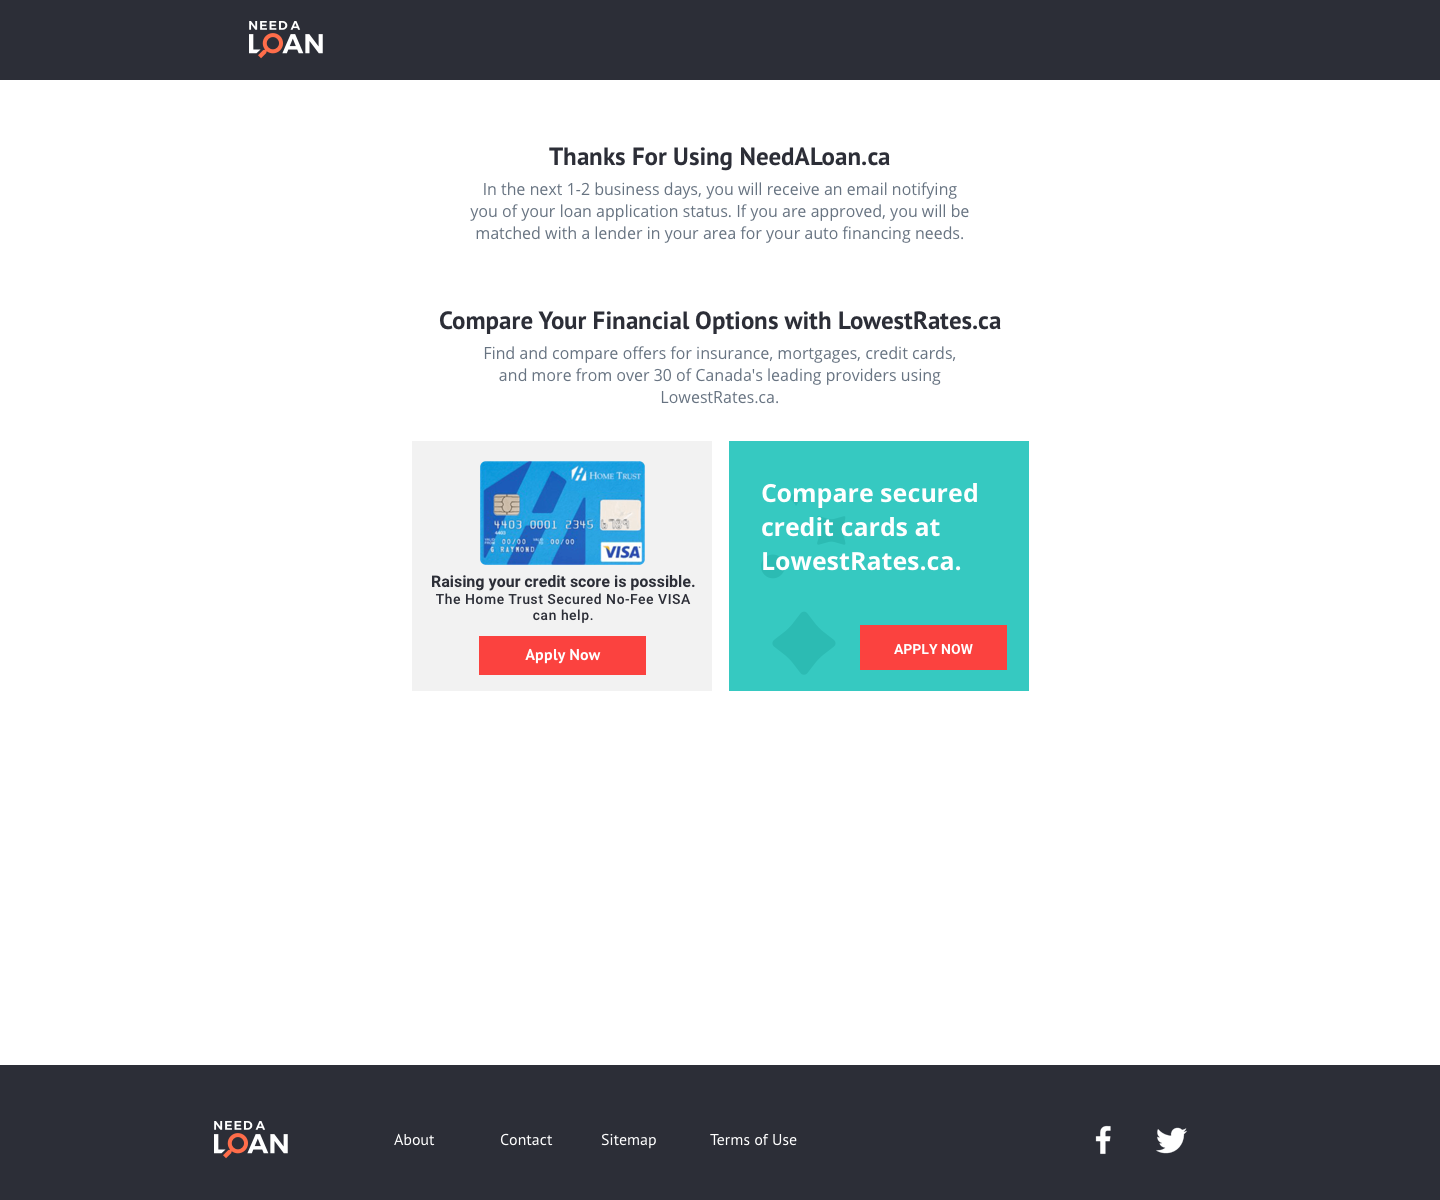 NEED A
LOAN
Thanks For Using NeedALoan.ca
In the next 1-2 business days, you will receive an email notifying
you of your loan application status. If you are approved, you will be
matched with a lender in your area for your auto financing needs.
Compare Your Financial Options with LowestRates.ca
Find and compare offers for insurance, mortgages, credit cards,
and more from over 30 of Canada's leading providers using
LowestRates.ca.
HOME TRUST
4403 0001 2345 6789
4403
00/00 00/00
G RAYMOND
VISA
Raising your credit score is possible.
The Home Trust Secured No-Fee VISA
can help.
Apply Now
Compare secured
credit cards at
LowestRates.ca.
APPLY NOW
NEED A
LOAN
About
Contact
Sitemap
Terms of Use